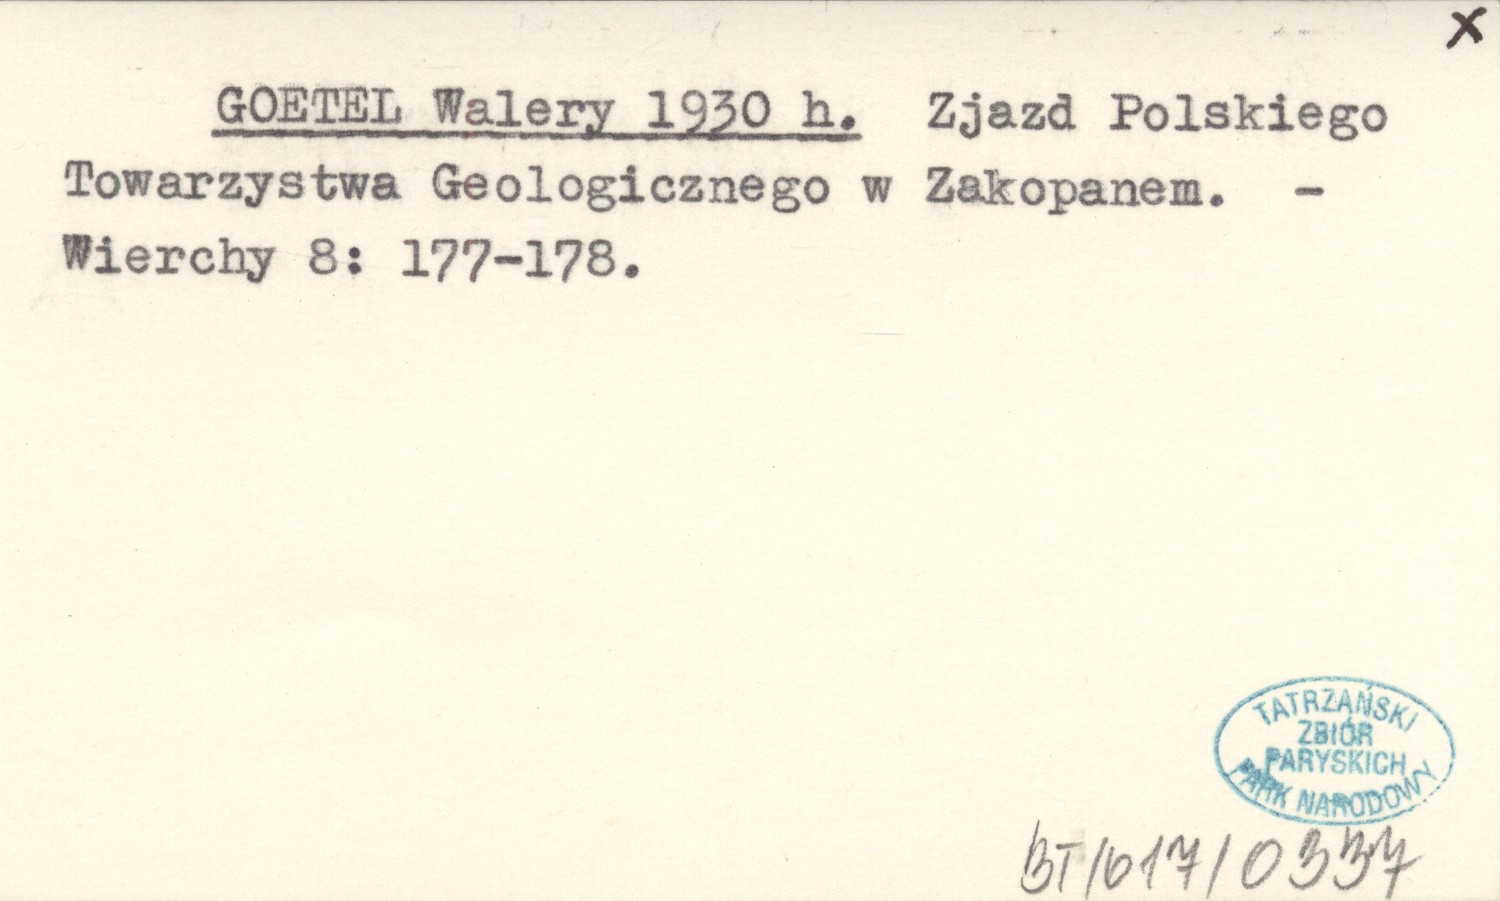 x
GOETEL Walery 1930 h. Zjazd Polskiego
Towarzystwa Geologicznego w Zakopanem. -
Wierchy 8: 177-178.
TATRZAŃSKI
ZBIÓR
PARYSKICH
PARK NARODOWY
BT/617/0337